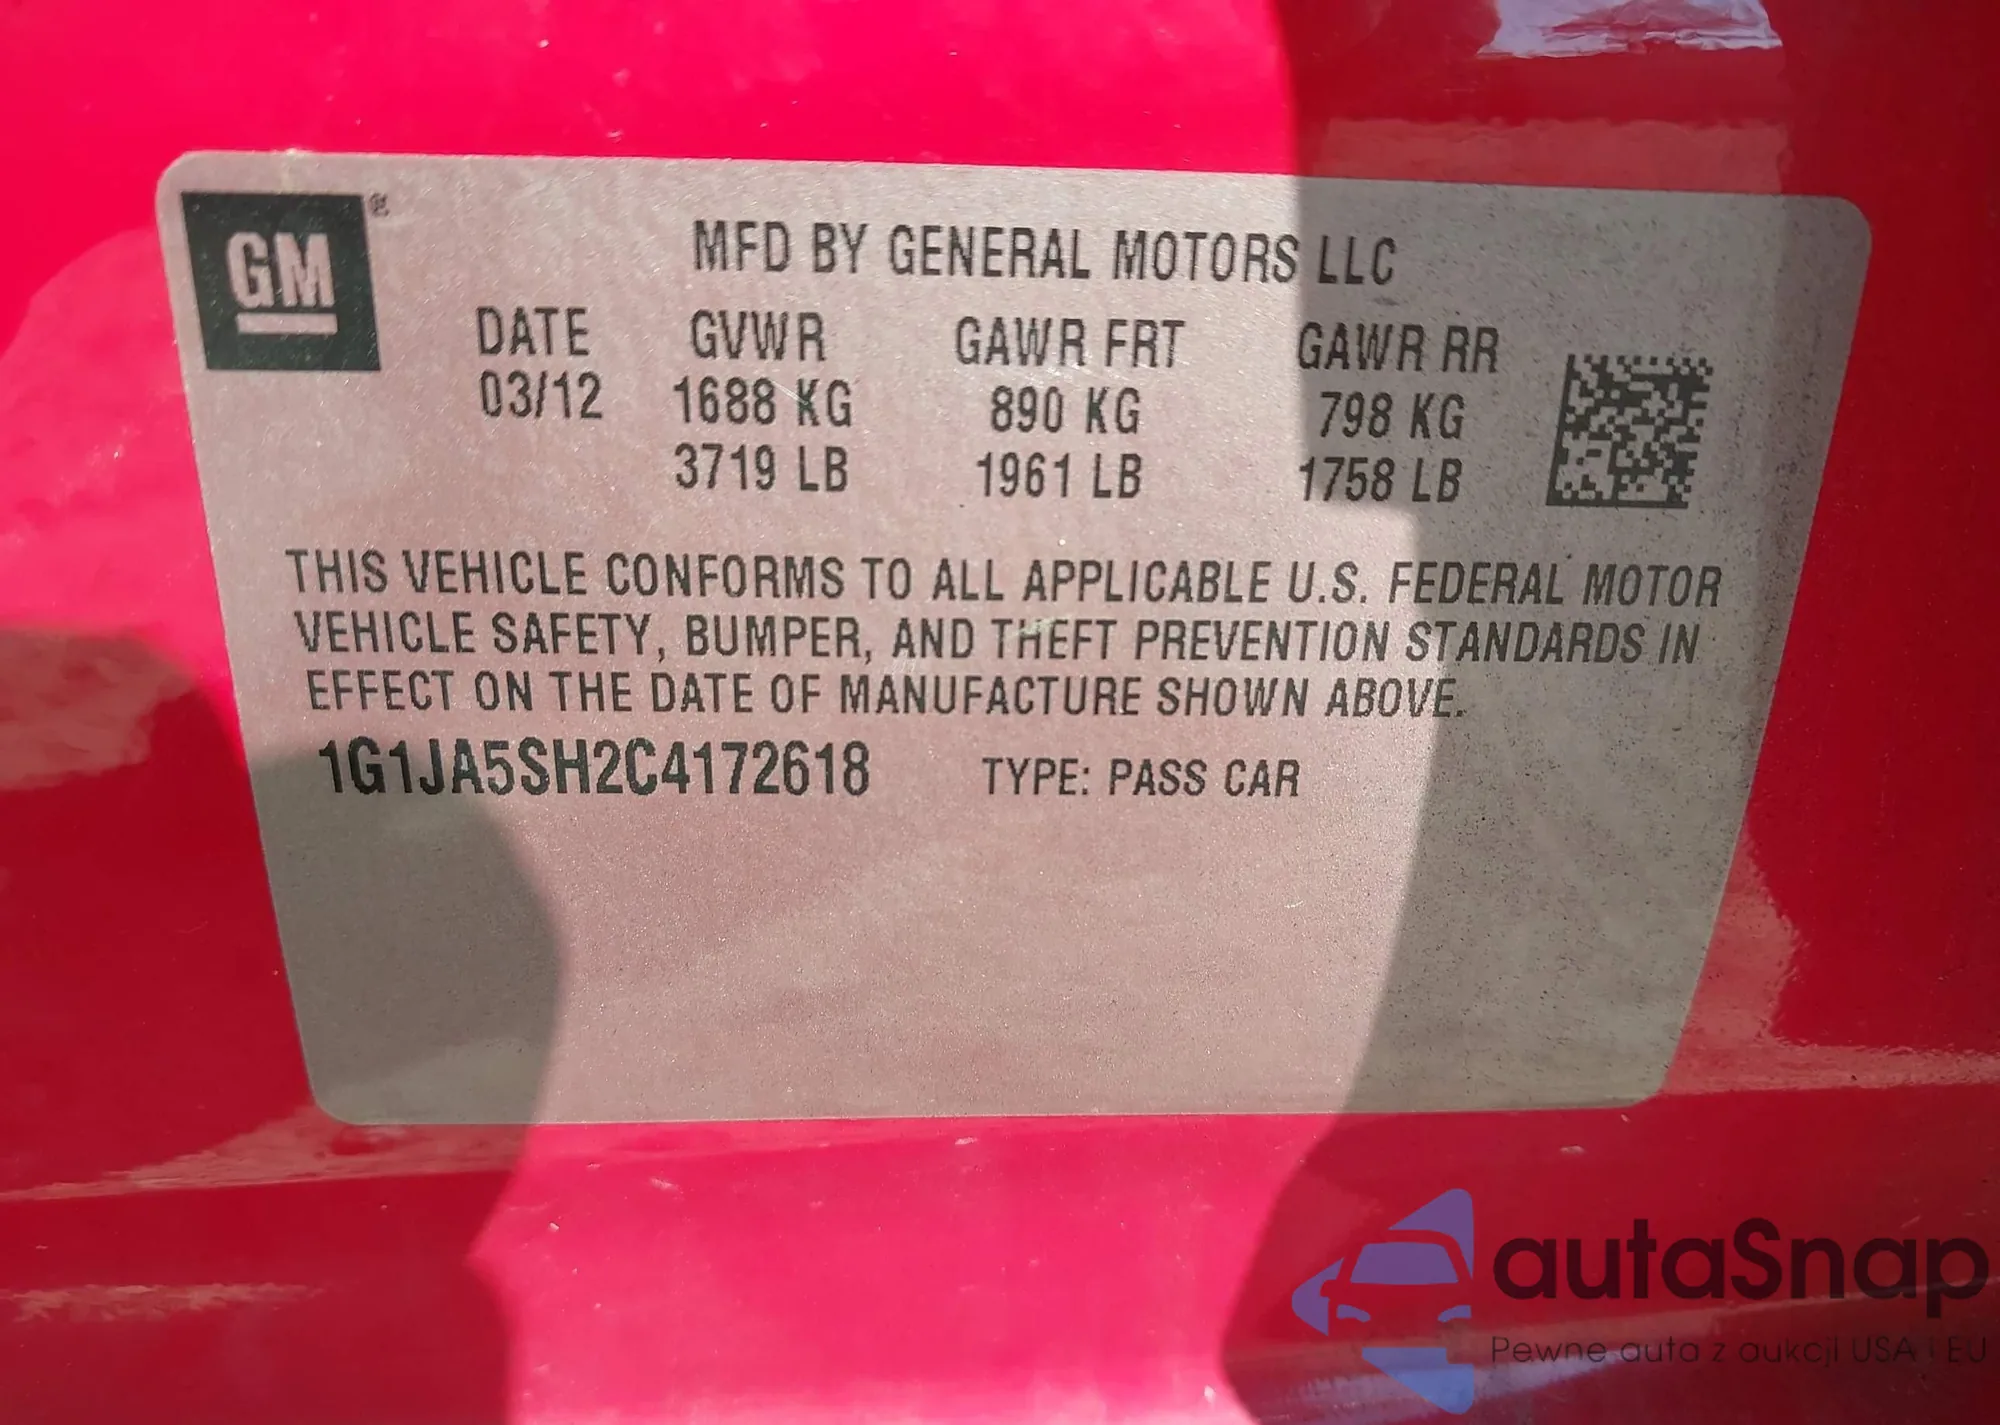 GM ®
MFD BY GENERAL MOTORS LLC
DATE GVWR GAWR FRT GAWR RR
03/12 1688 KG 890 KG 798 KG
3719 LB 1961 LB 1758 LB
THIS VEHICLE CONFORMS TO ALL APPLICABLE U.S. FEDERAL MOTOR
VEHICLE SAFETY, BUMPER, AND THEFT PREVENTION STANDARDS IN
EFFECT ON THE DATE OF MANUFACTURE SHOWN ABOVE.
1G1JA5SH2C4172618 TYPE: PASS CAR
autaSnap
Pewne auta z aukcji USA i EU